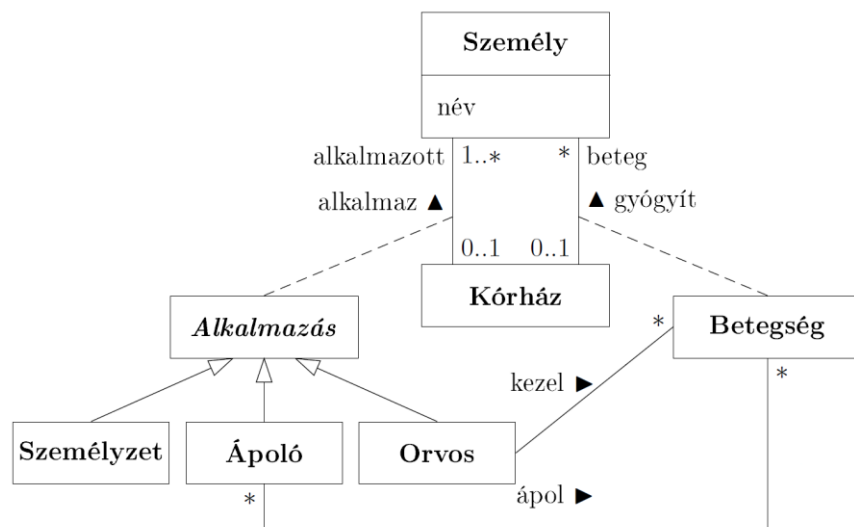 Személy
név
alkalmazott 1..* * beteg
alkalmaz ▲ ▲ gyógyít
0..1 0..1
Kórház
Alkalmazás
* Betegség
*
kezel ►
Személyzet Ápoló Orvos
* ápol ►